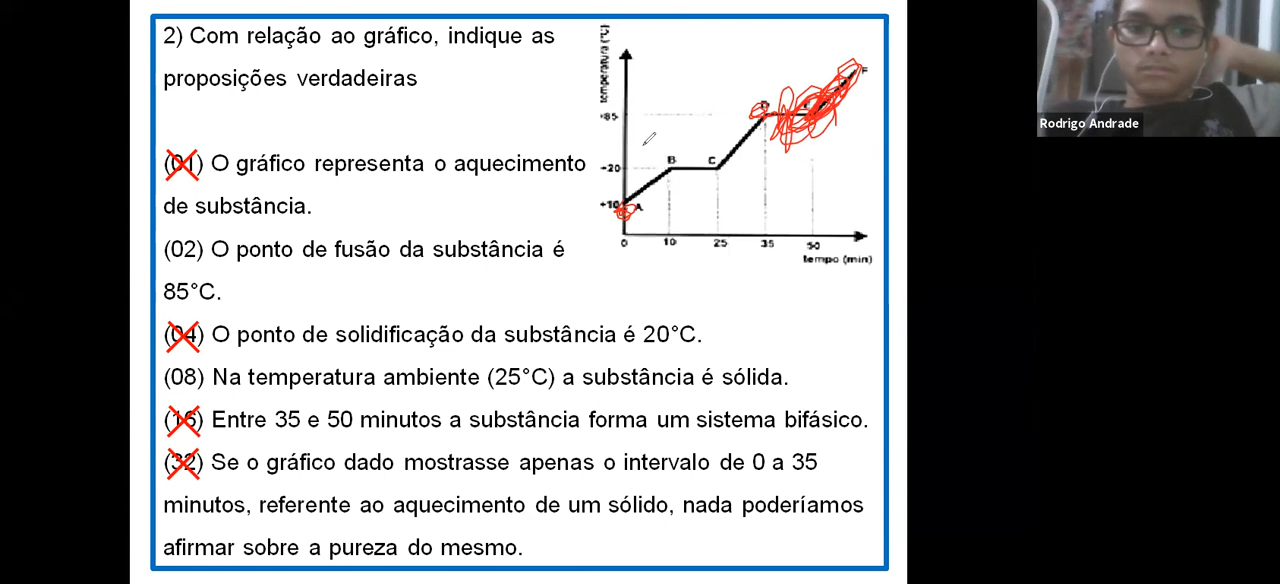 2) Com relação ao gráfico, indique as
proposições verdadeiras
(01) O gráfico representa o aquecimento
de substância.
(02) O ponto de fusão da substância é
85°C.
(04) O ponto de solidificação da substância é 20°C.
(08) Na temperatura ambiente (25°C) a substância é sólida.
(16) Entre 35 e 50 minutos a substância forma um sistema bifásico.
(32) Se o gráfico dado mostrasse apenas o intervalo de 0 a 35
minutos, referente ao aquecimento de um sólido, nada poderíamos
afirmar sobre a pureza do mesmo.
temperatura (°C)
+85
+20
+10
A
B
C
D
F
0 10 25 35 50
tempo (min)
Rodrigo Andrade